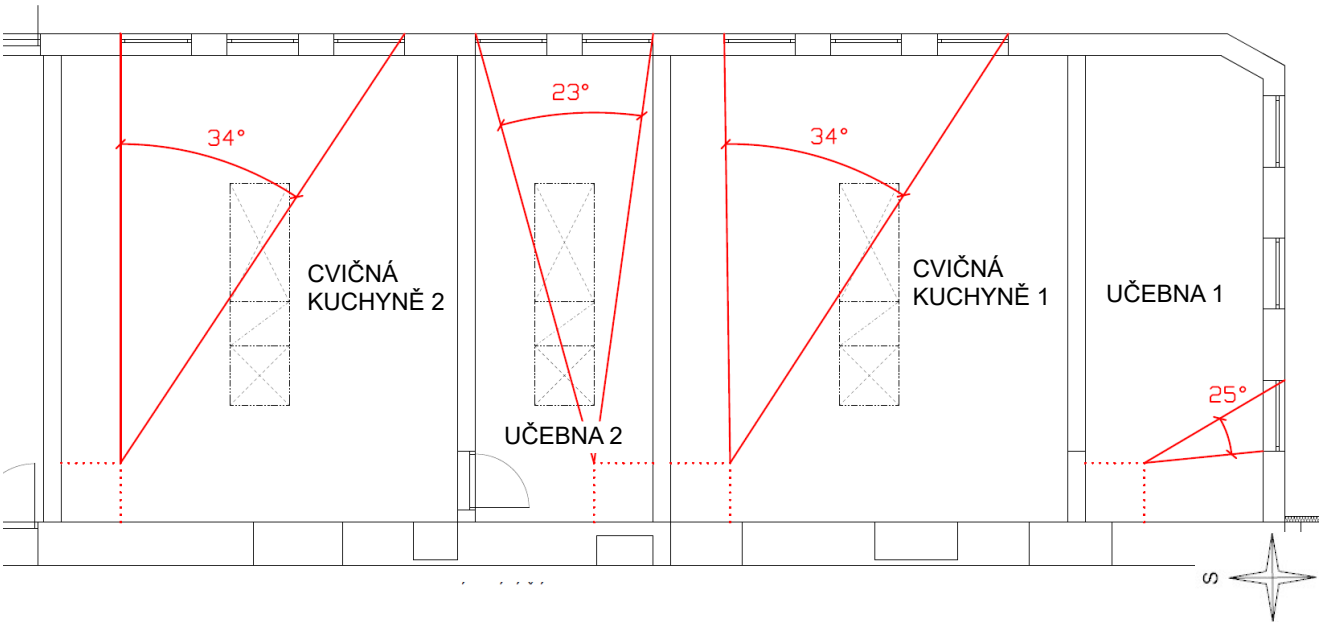 23°
34°
34°
CVIČNÁ
KUCHYNĚ 2
CVIČNÁ
KUCHYNĚ 1
UČEBNA 1
25°
UČEBNA 2
S